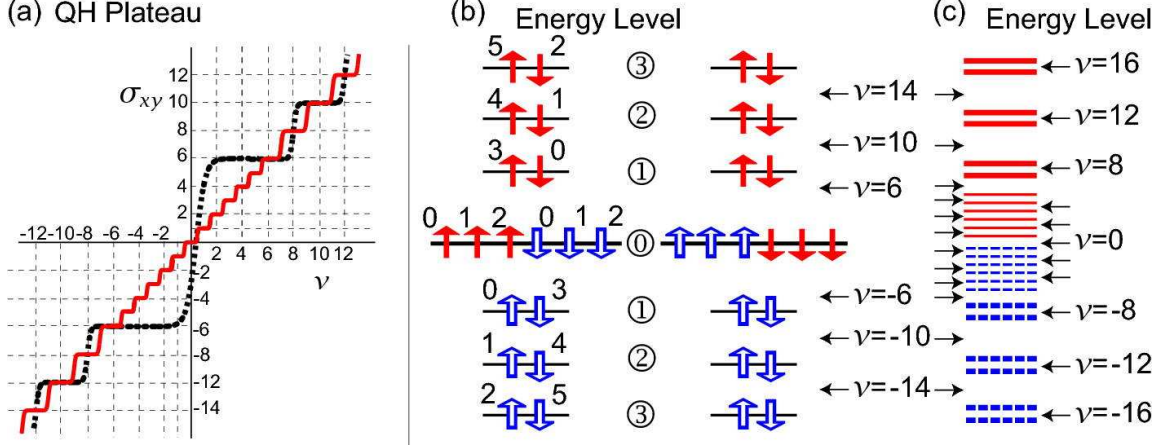 (a) QH Plateau
σxy
12
10
8
6
4
2
-12 -10 -8 -6 -4 -2
2 4 6 8 10 12
ν
-2
-4
-6
-8
-12
-14
(b) Energy Level
5 2 ③
4 1 ②
3 0 ①
0 1 2 0 1 2 ⓪
0 3 ①
1 4 ②
2 5 ③
ν=14
ν=10
ν=6
ν=-6
ν=-10
ν=-14
(c)
Energy Level
ν=16
ν=12
ν=8
ν=0
ν=-8
ν=-12
ν=-16